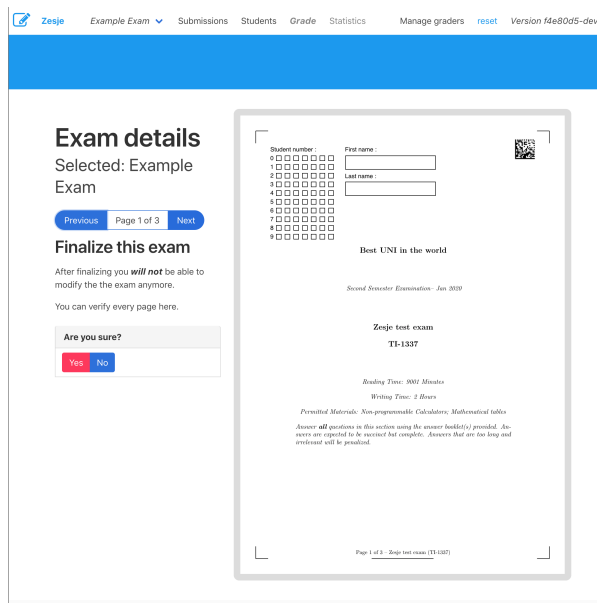 Zesje Example Exam Submissions Students Grade Statistics Manage graders reset Version f4e80d5-dev
Exam details
Selected: Example
Exam
Previous Page 1 of 3 Next
Finalize this exam
After finalizing you will not be able to
modify the the exam anymore.
You can verify every page here.
Are you sure?
Yes No
Student number : First name :
0
1
2 Last name :
3
4
5
6
7
8
9
Best UNI in the world
Second Semester Examination– Jan 2020
Zesje test exam
TI-1337
Reading Time: 9001 Minutes
Writing Time: 2 Hours
Permitted Materials: Non-programmable Calculators; Mathematical tables
Answer all questions in this section using the answer booklet(s) provided. An-
swers are expected to be succinct but complete. Answers that are too long and
irrelevant will be penalized
Page 1 of 3 – Zesje test exam (TI-1337)